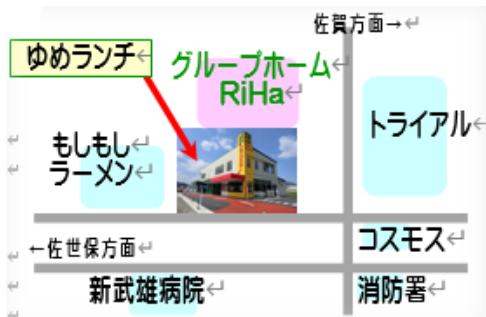 佐賀方面→
ゆめランチ
グループホーム
RiHa
トライアル
もしもし
ラーメン
コスモス
←佐世保方面
新武雄病院
消防署